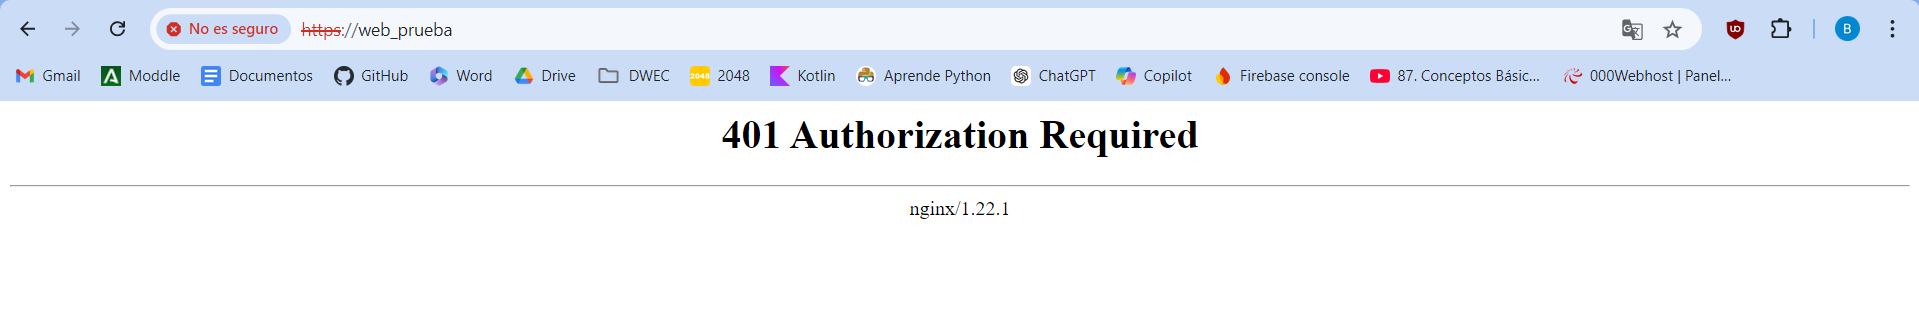 No es seguro https://web_prueba B
Gmail Moddle Documentos GitHub Word Drive DWEC 2048 2048 Kotlin Aprende Python ChatGPT Copilot Firebase console 87. Conceptos Básic... 000Webhost | Panel...
401 Authorization Required
nginx/1.22.1